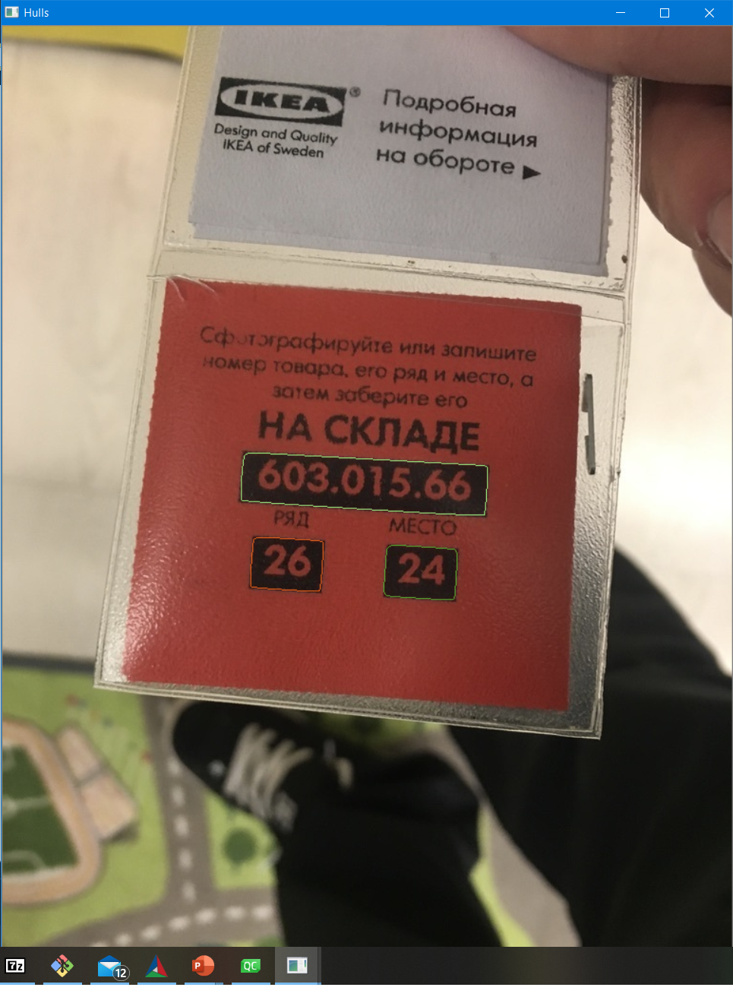 Hulls
IKEA®
Design and Quality
IKEA of Sweden
Подробная
информация
на обороте ▶
Сфотографируйте или запишите
номер товара, его ряд и место, а
затем заберите его
НА СКЛАДЕ
603.015.66
РЯД МЕСТО
26 24
7z 12 P QC